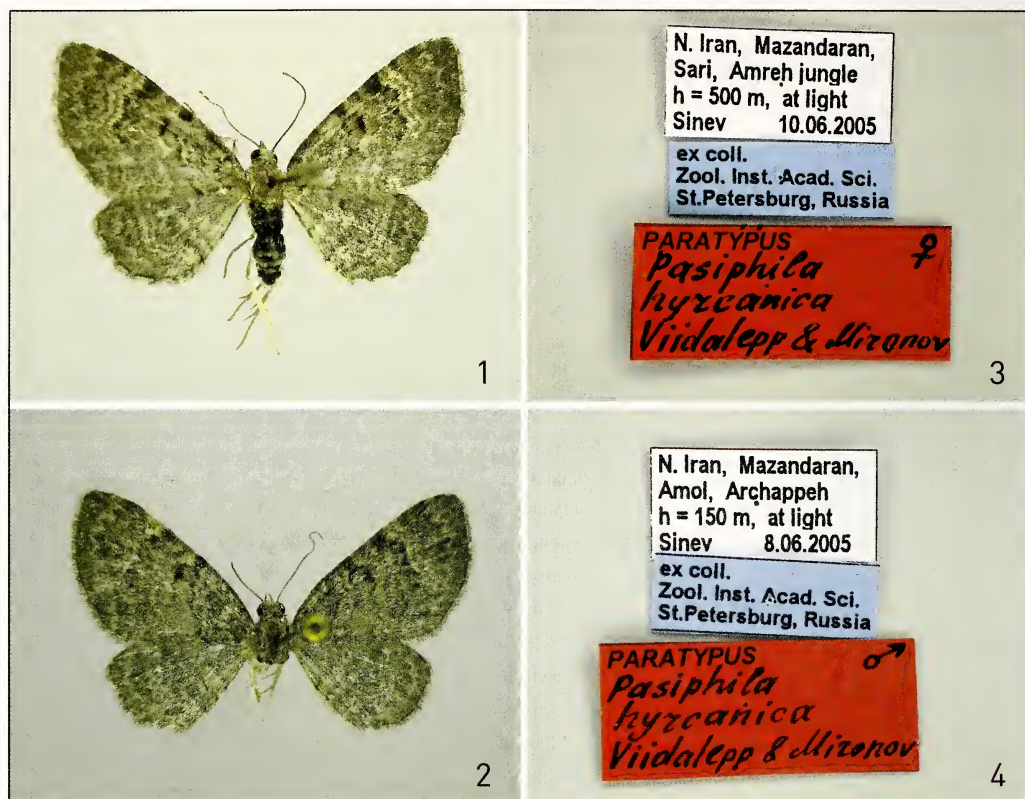 1
N. Iran, Mazandaran,
Sari, Amreh jungle
h = 500 m, at light
Sinev 10.06.2005
ex coll.
Zool. Inst. Acad. Sci.
St.Petersburg, Russia
PARATYPUS ♀
Pasiphila
hyrcanica
Viidalepp & Mironov
3
2
N. Iran, Mazandaran,
Amol, Archappeh
h = 150 m, at light
Sinev 8.06.2005
ex coll.
Zool. Inst. Acad. Sci.
St.Petersburg, Russia
PARATYPUS ♂
Pasiphila
hyrcanica
Viidalepp & Mironov
4